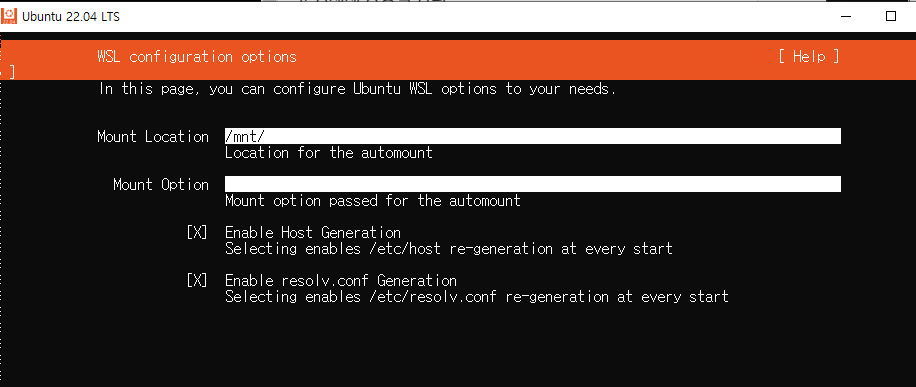 Ubuntu 22.04 LTS
WSL configuration options [ Help ]
]
In this page, you can configure Ubuntu WSL options to your needs.
Mount Location /mnt/
Location for the automount
Mount Option
Mount option passed for the automount
[X] Enable Host Generation
Selecting enables /etc/host re-generation at every start
[X] Enable resolv.conf Generation
Selecting enables /etc/resolv.conf re-generation at every start